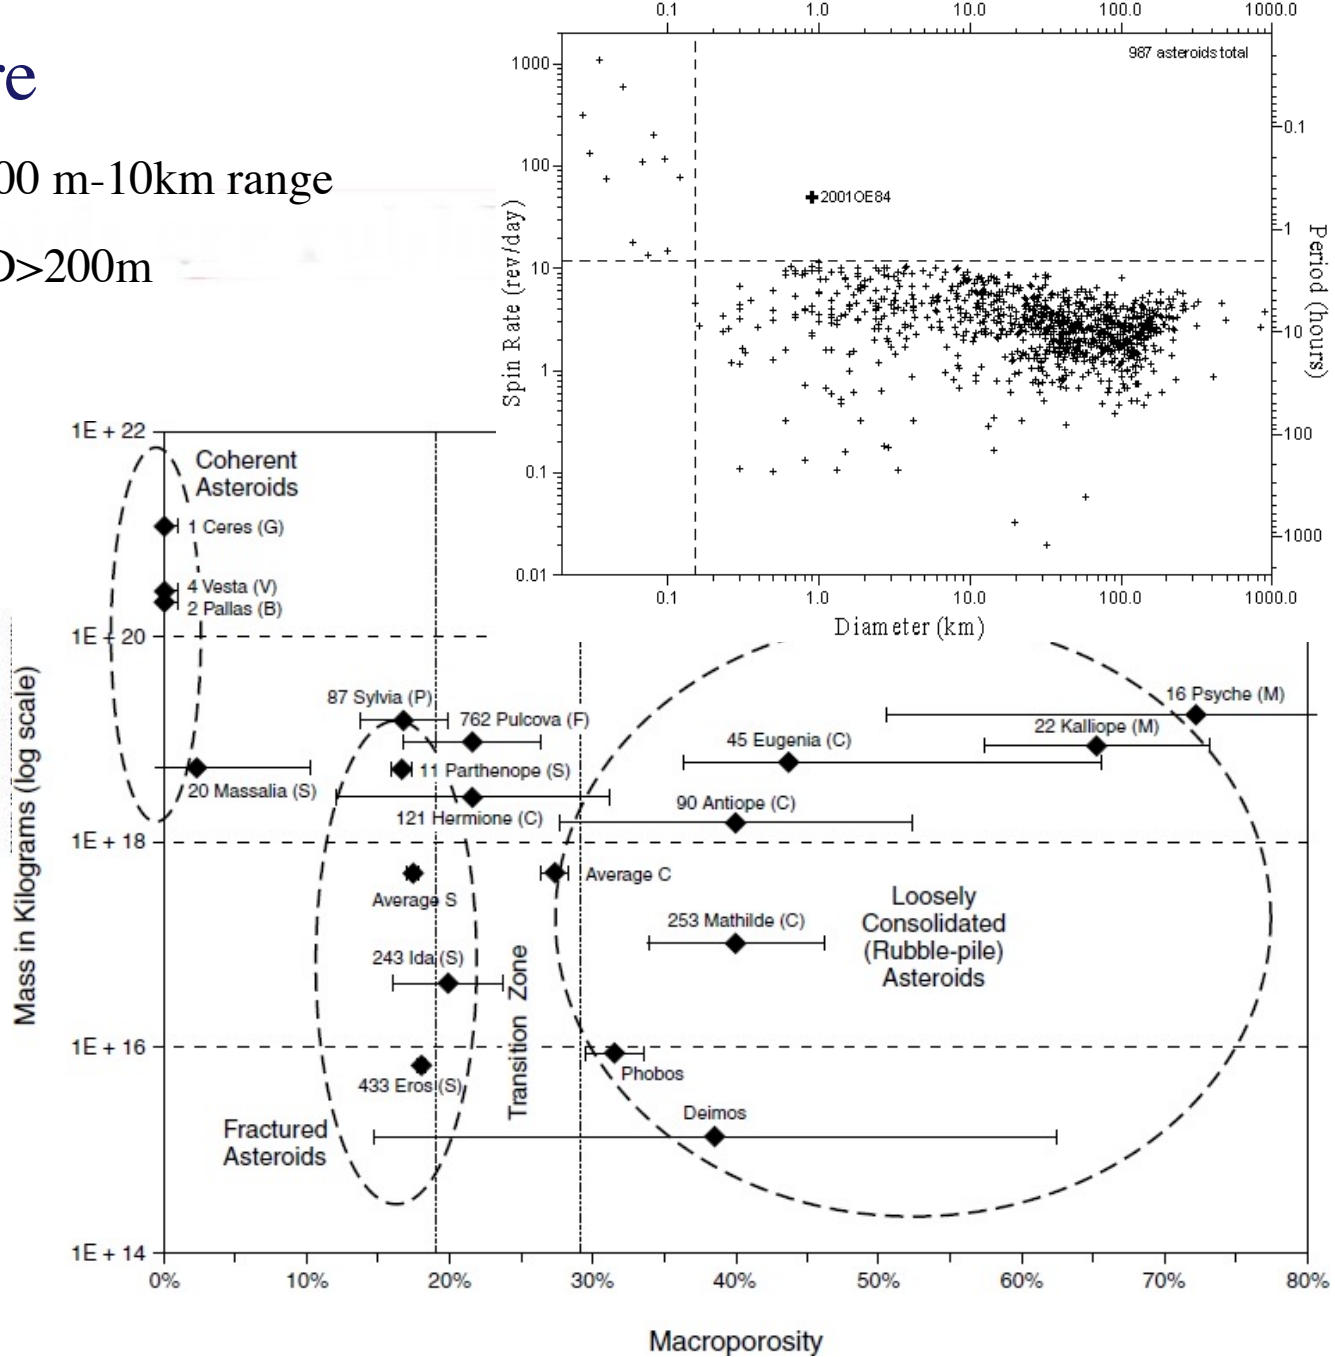 re
00 m-10km range
D>200m
0.1 1.0 10.0 100.0 1000.0
987 asteroids total
2001OE84
1000
100
10
1
0.1
0.01
Spin Rate (rev/day)
0.1
1
10
100
1000
Period (hours)
0.1 1.0 10.0 100.0 1000.0
Diameter (km)
1E + 22
1E + 20
1E + 18
1E + 16
1E + 14
Mass in Kilograms (log scale)
Coherent
Asteroids
1 Ceres (G)
4 Vesta (V)
2 Pallas (B)
87 Sylvia (P)
762 Pulcova (F)
16 Psyche (M)
22 Kalliope (M)
45 Eugenia (C)
11 Parthenope (S)
20 Massalia (S)
90 Antiope (C)
121 Hermione (C)
Average C
Average S
Loosely
Consolidated
(Rubble-pile)
Asteroids
253 Mathilde (C)
243 Ida (S)
Transition Zone
Phobos
433 Eros (S)
Deimos
Fractured
Asteroids
0% 10% 20% 30% 40% 50% 60% 70% 80%
Macroporosity